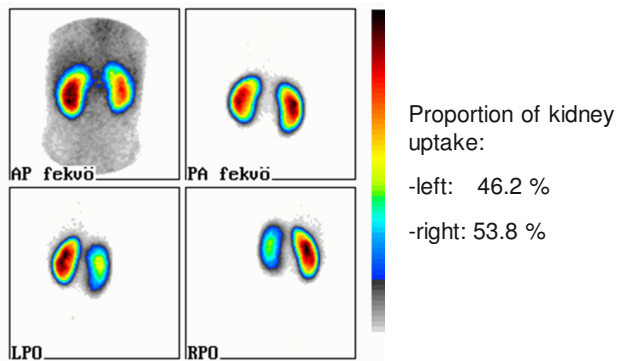 AP fekvö
PA fekvö
LPO
RPO
Proportion of kidney
uptake:
-left: 46.2 %
-right: 53.8 %